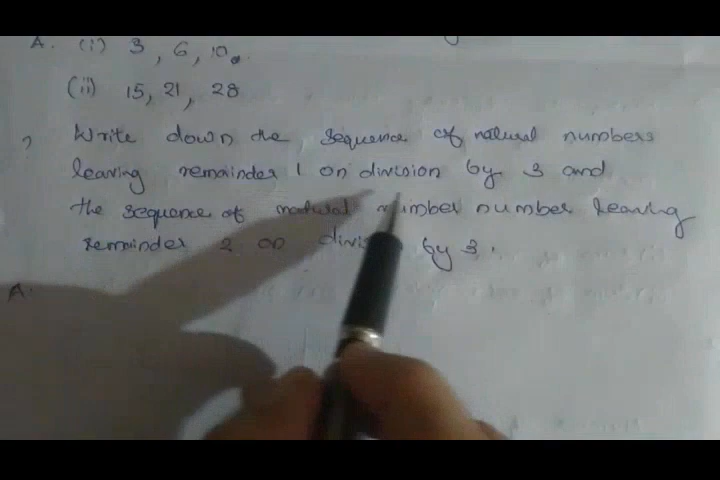 A. (i) 3, 6, 10.
(ii) 15, 21, 28
? Write down the sequence of natural numbers
leaving remainder 1 on division by 3 and
the sequence of natural number number leaving
remainder 2 on by 3.
A.